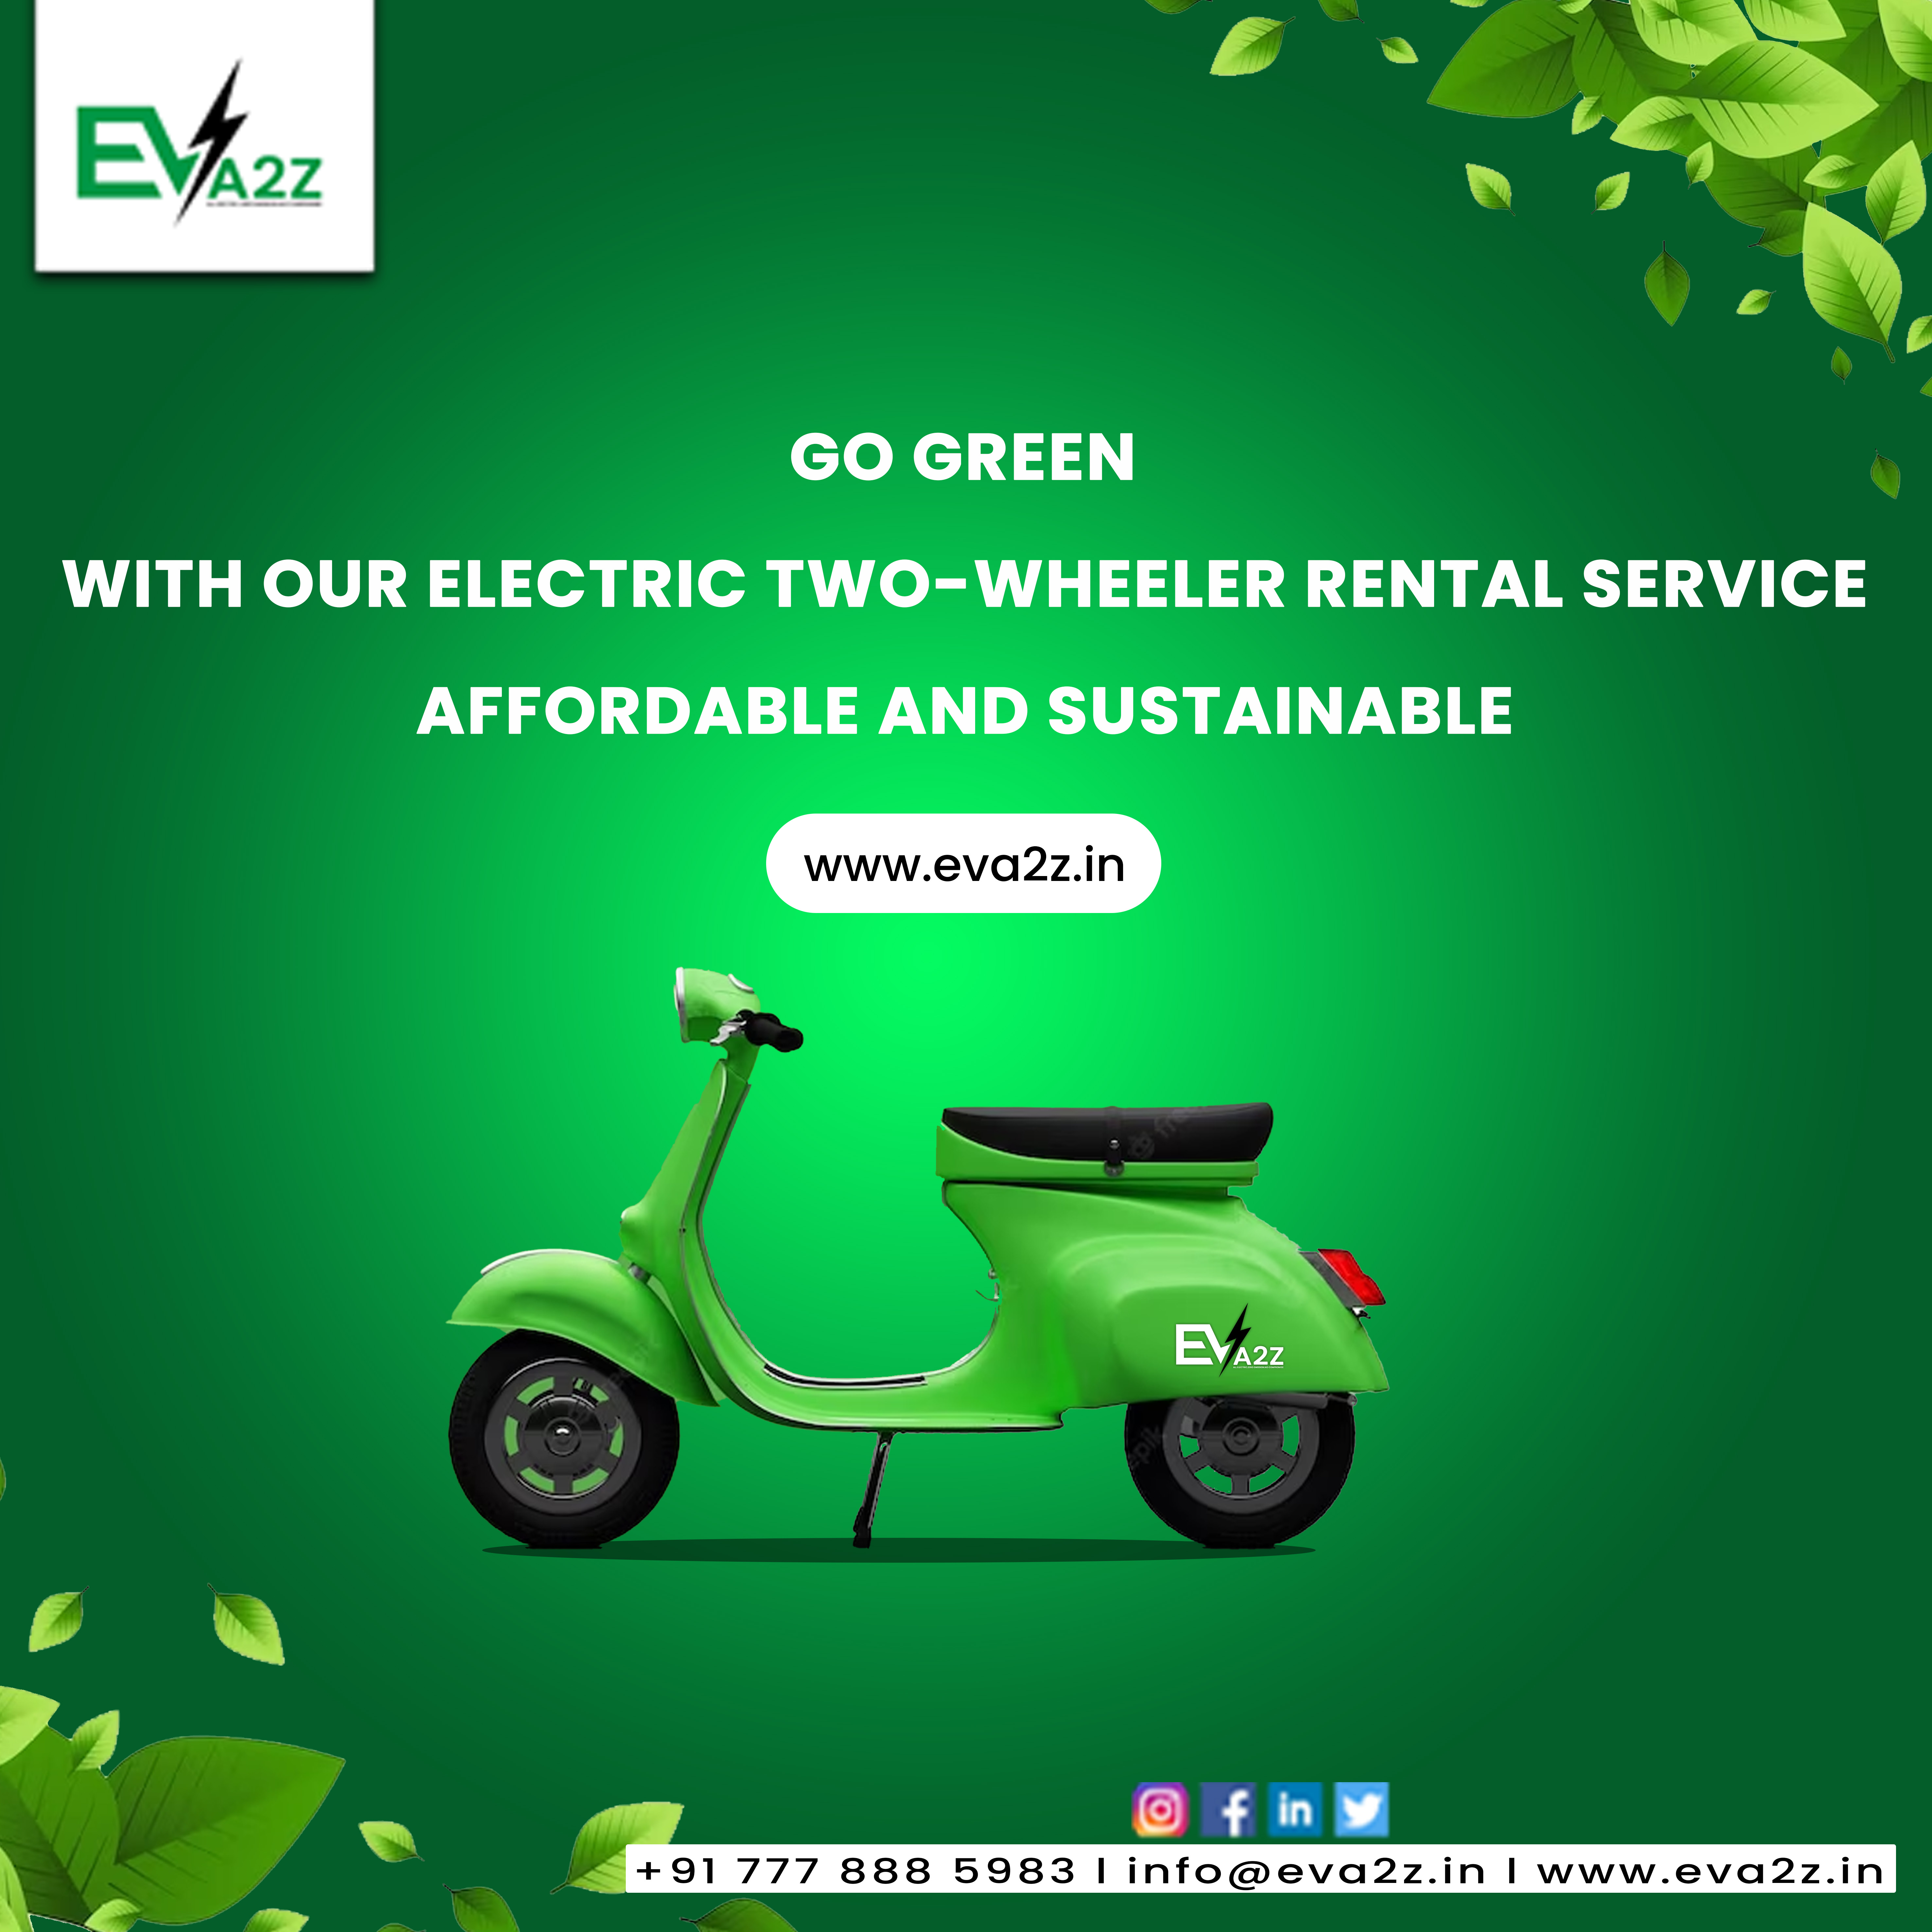 EVA2Z
GO GREEN
WITH OUR ELECTRIC TWO-WHEELER RENTAL SERVICE
AFFORDABLE AND SUSTAINABLE
www.eva2z.in
EVA2Z
+91 777 888 5983 | info@eva2z.in | www.eva2z.in